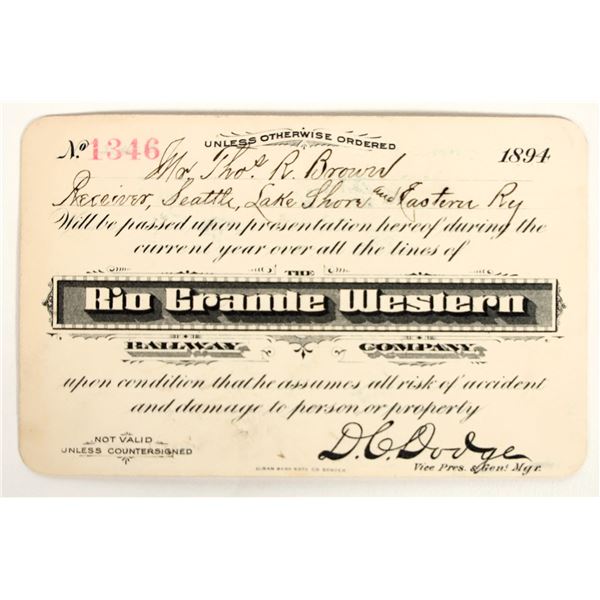 UNLESS OTHERWISE ORDERED
No 1346 1894
Mr. Thos R. Brown
Receiver, Seattle, Lake Shore and Eastern Ry
Will be passed upon presentation hereof during the
current year over all the lines of
THE
Rio Grande Western
RAILWAY COMPANY
upon condition that he assumes all risk of accident
and damage to person or property
NOT VALID
UNLESS COUNTERSIGNED
D. C. Dodge
Vice Pres. & Genl Mgr.